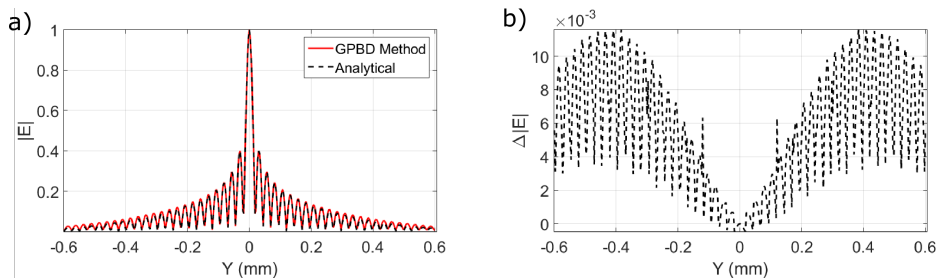 a)
|E|
1
0.8
0.6
0.4
0.2
-0.6 -0.4 -0.2 0 0.2 0.4 0.6
Y (mm)
GPBD Method
Analytical
b)
×10⁻³
Δ|E|
10
8
6
4
2
0
-0.6 -0.4 -0.2 0 0.2 0.4 0.6
Y (mm)